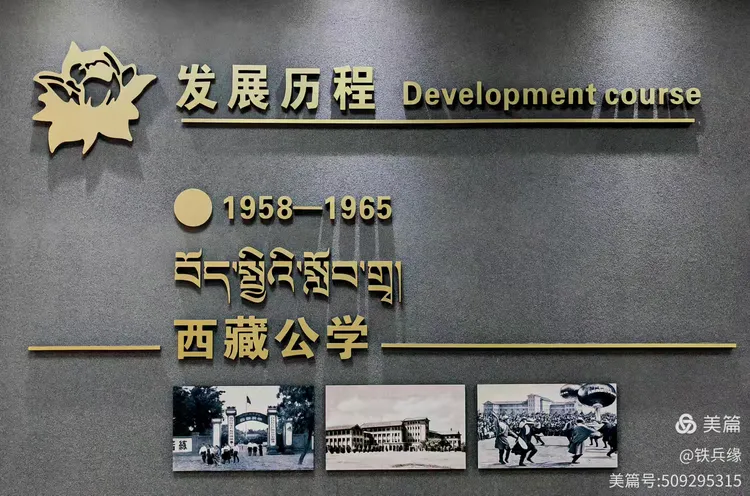 发展历程 Development course
1958—1965
བོད་སྤྱིའི་སློབ་གྲྭ།
西藏公学
美篇
@铁兵缘
美篇号:509295315